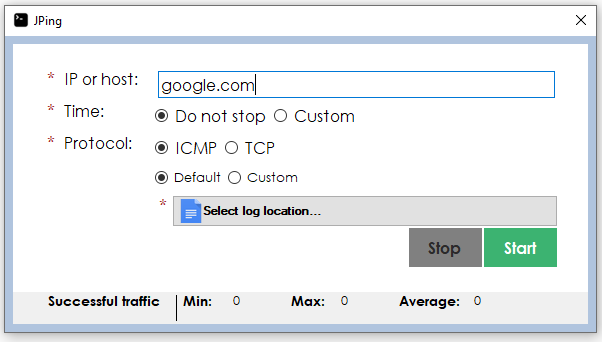 JPing
* IP or host: google.com
* Time: Do not stop Custom
* Protocol: ICMP TCP
Default Custom
* Select log location...
Stop Start
Successful traffic Min: 0 Max: 0 Average: 0